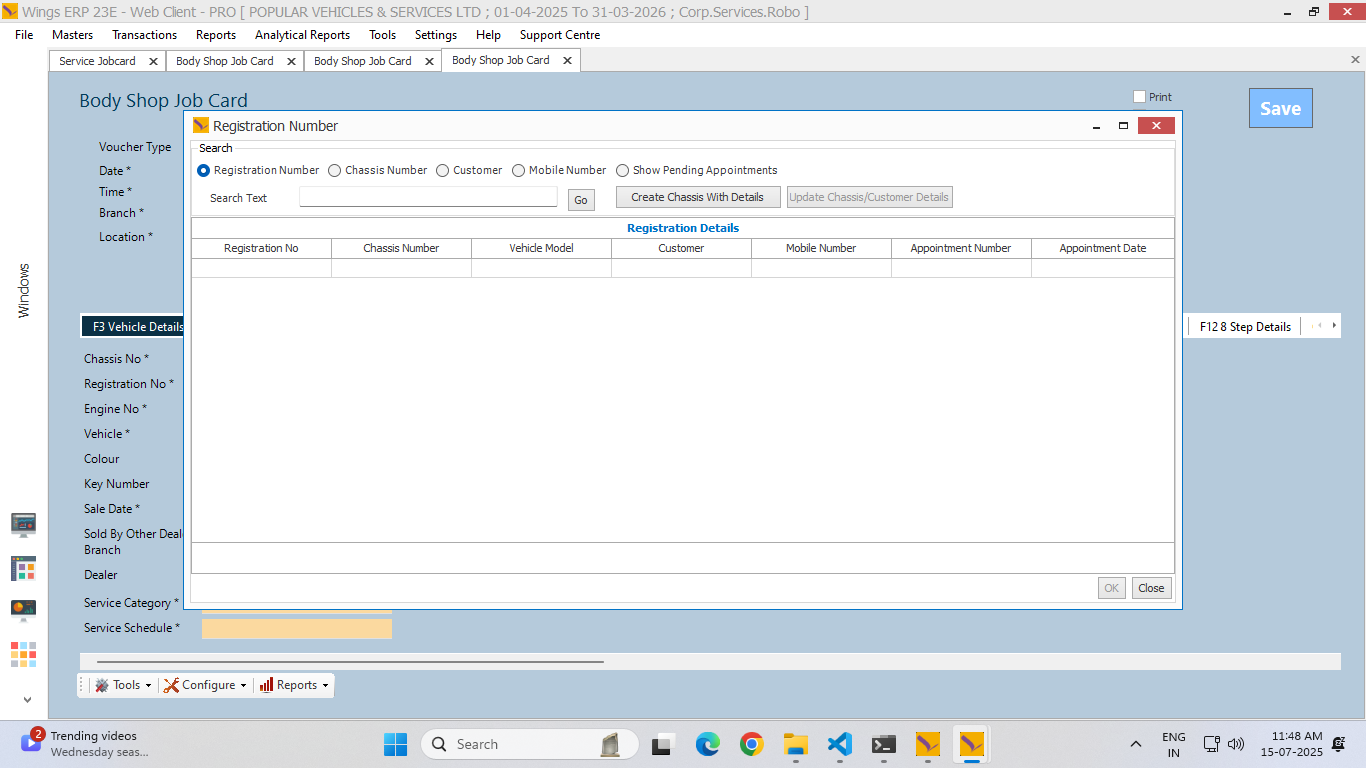 Wings ERP 23E - Web Client - PRO [ POPULAR VEHICLES & SERVICES LTD ; 01-04-2025 To 31-03-2026 ; Corp.Services.Robo ]
File Masters Transactions Reports Analytical Reports Tools Settings Help Support Centre
Service Jobcard Body Shop Job Card Body Shop Job Card Body Shop Job Card
Body Shop Job Card
Print
Save
Voucher Type
Date *
Time *
Branch *
Location *
Windows
Registration Number
Search
Registration Number Chassis Number Customer Mobile Number Show Pending Appointments
Search Text Go Create Chassis With Details Update Chassis/Customer Details
Registration Details
Registration No Chassis Number Vehicle Model Customer Mobile Number Appointment Number Appointment Date
OK Close
F3 Vehicle Details F12 8 Step Details
Chassis No *
Registration No *
Engine No *
Vehicle *
Colour
Key Number
Sale Date *
Sold By Other Deal
Branch
Dealer
Service Category *
Service Schedule *
Tools Configure Reports
2
Trending videos
Wednesday seas...
Search
ENG
IN
11:48 AM
15-07-2025